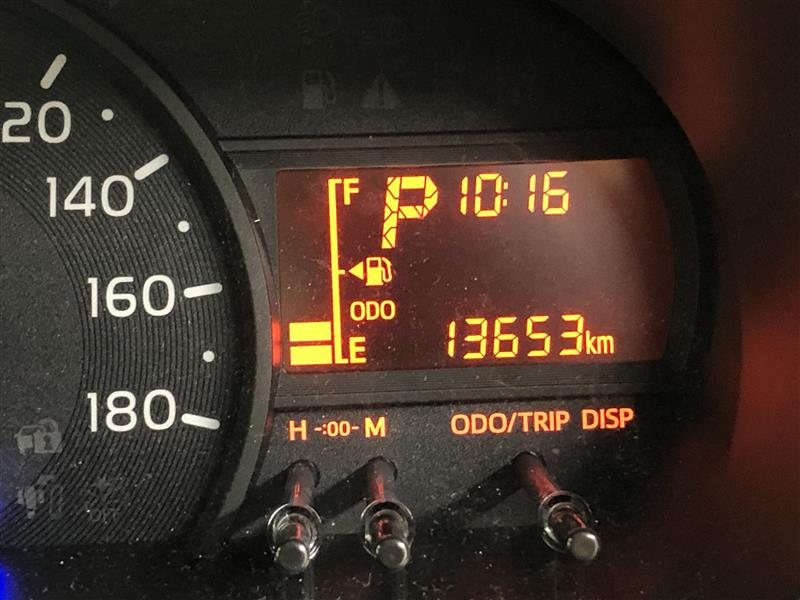 20
140
160
180
F
P 10:16
ODO
E
13653km
H -:00- M
ODO/TRIP DISP